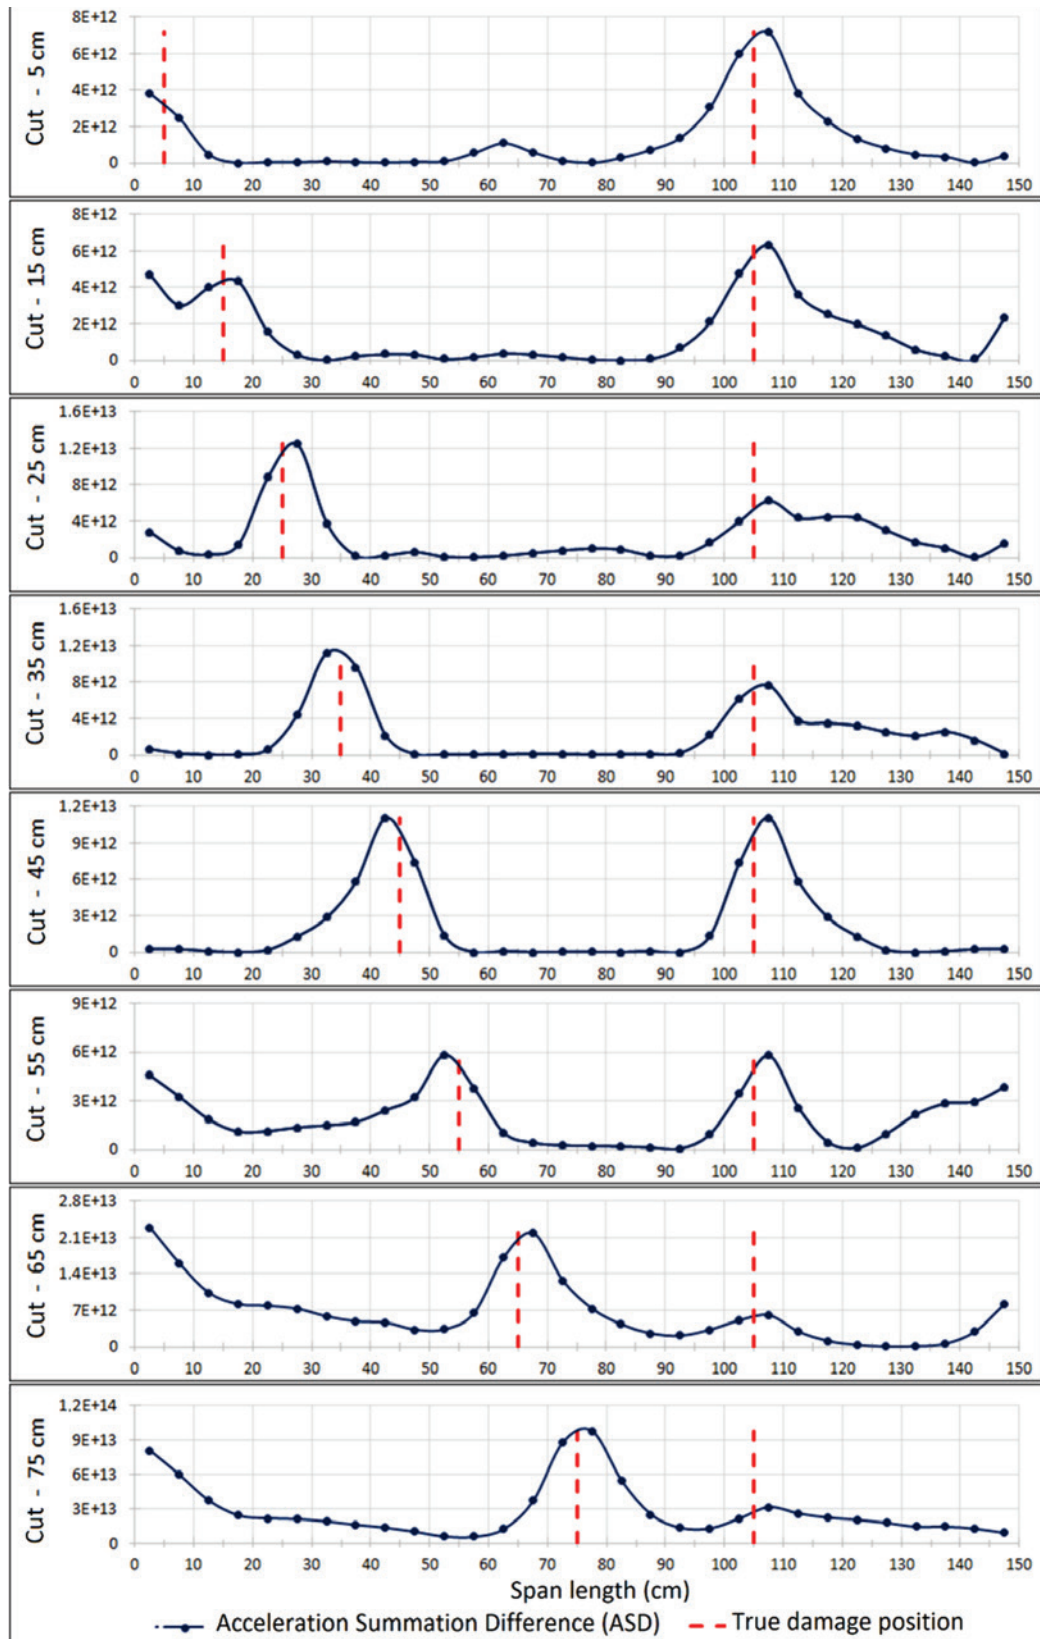 Cut - 5 cm
8E+12
6E+12
4E+12
2E+12
0
0 10 20 30 40 50 60 70 80 90 100 110 120 130 140 150
Cut - 15 cm
8E+12
6E+12
4E+12
2E+12
0
0 10 20 30 40 50 60 70 80 90 100 110 120 130 140 150
Cut - 25 cm
1.6E+13
1.2E+13
8E+12
4E+12
0
0 10 20 30 40 50 60 70 80 90 100 110 120 130 140 150
Cut - 35 cm
1.6E+13
1.2E+13
8E+12
4E+12
0
0 10 20 30 40 50 60 70 80 90 100 110 120 130 140 150
Cut - 45 cm
1.2E+13
9E+12
6E+12
3E+12
0
0 10 20 30 40 50 60 70 80 90 100 110 120 130 140 150
Cut - 55 cm
9E+12
6E+12
3E+12
0
0 10 20 30 40 50 60 70 80 90 100 110 120 130 140 150
Cut - 65 cm
2.8E+13
2.1E+13
1.4E+13
7E+12
0
0 10 20 30 40 50 60 70 80 90 100 110 120 130 140 150
Cut - 75 cm
1.2E+14
9E+13
6E+13
3E+13
0
0 10 20 30 40 50 60 70 80 90 100 110 120 130 140 150
Span length (cm)
Acceleration Summation Difference (ASD) True damage position